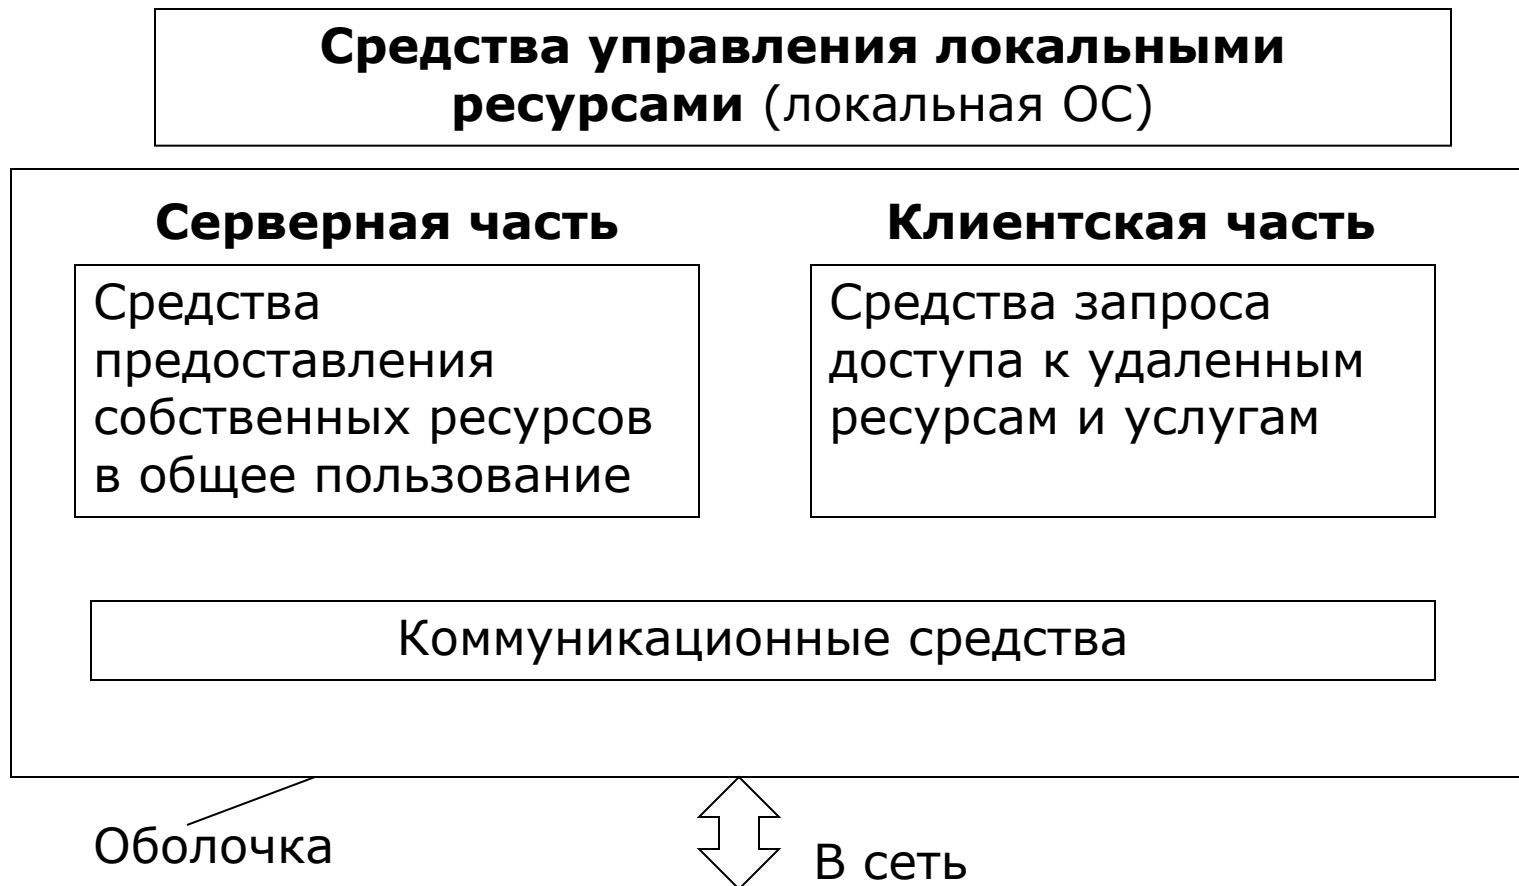 Средства управления локальными
ресурсами (локальная ОС)
Серверная часть
Клиентская часть
Средства
предоставления
собственных ресурсов
в общее пользование
Средства запроса
доступа к удаленным
ресурсам и услугам
Коммуникационные средства
Оболочка
В сеть